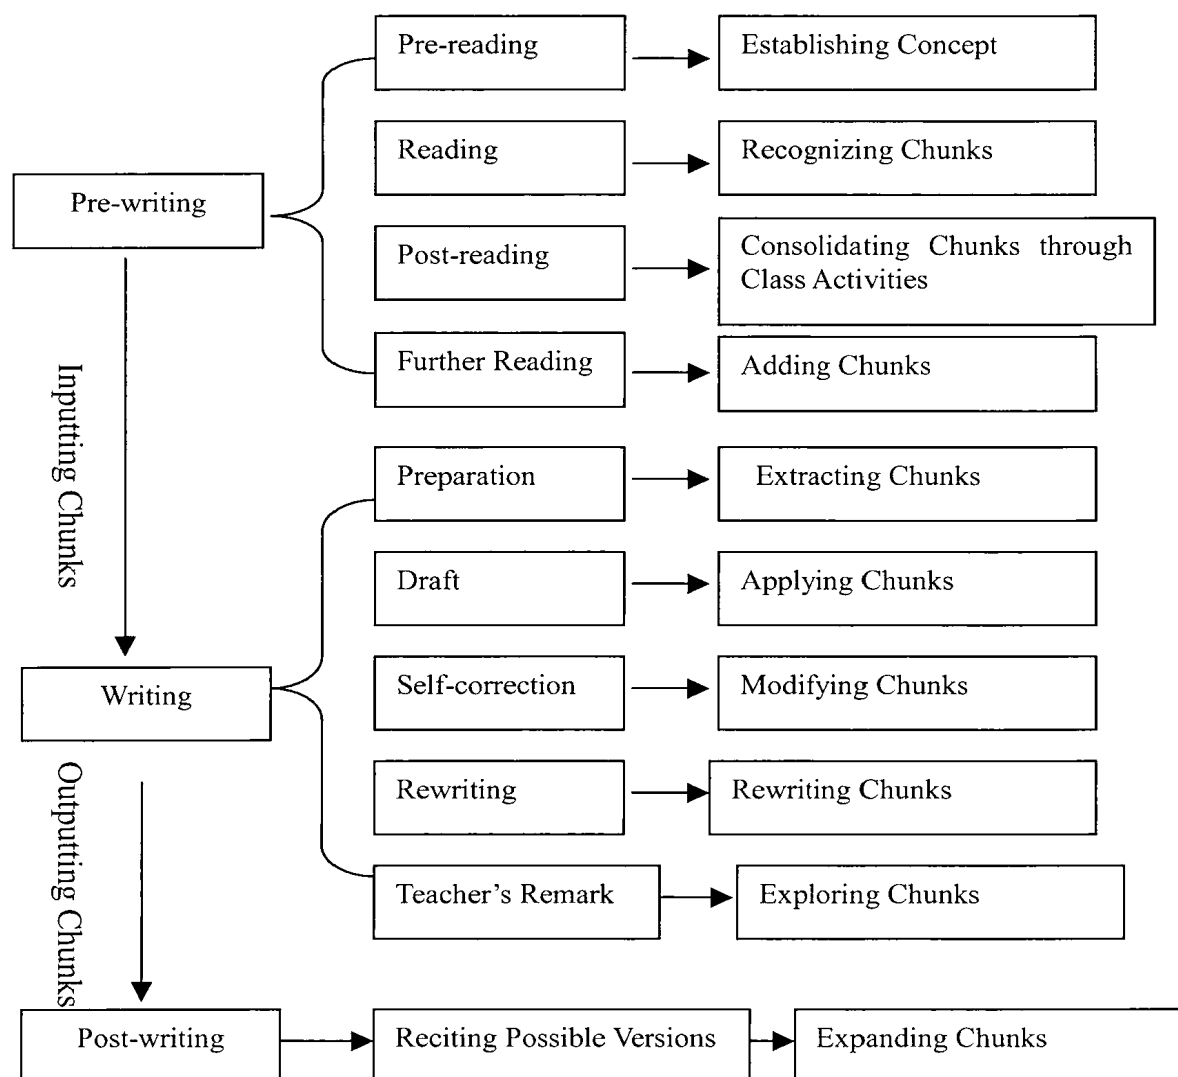 Pre-reading
Establishing Concept
Reading
Recognizing Chunks
Pre-writing
Post-reading
Consolidating Chunks through
Class Activities
Further Reading
Adding Chunks
Inputting Chunks
Preparation
Extracting Chunks
Draft
Applying Chunks
Writing
Self-correction
Modifying Chunks
Outputting Chunks
Rewriting
Rewriting Chunks
Teacher's Remark
Exploring Chunks
Post-writing
Reciting Possible Versions
Expanding Chunks